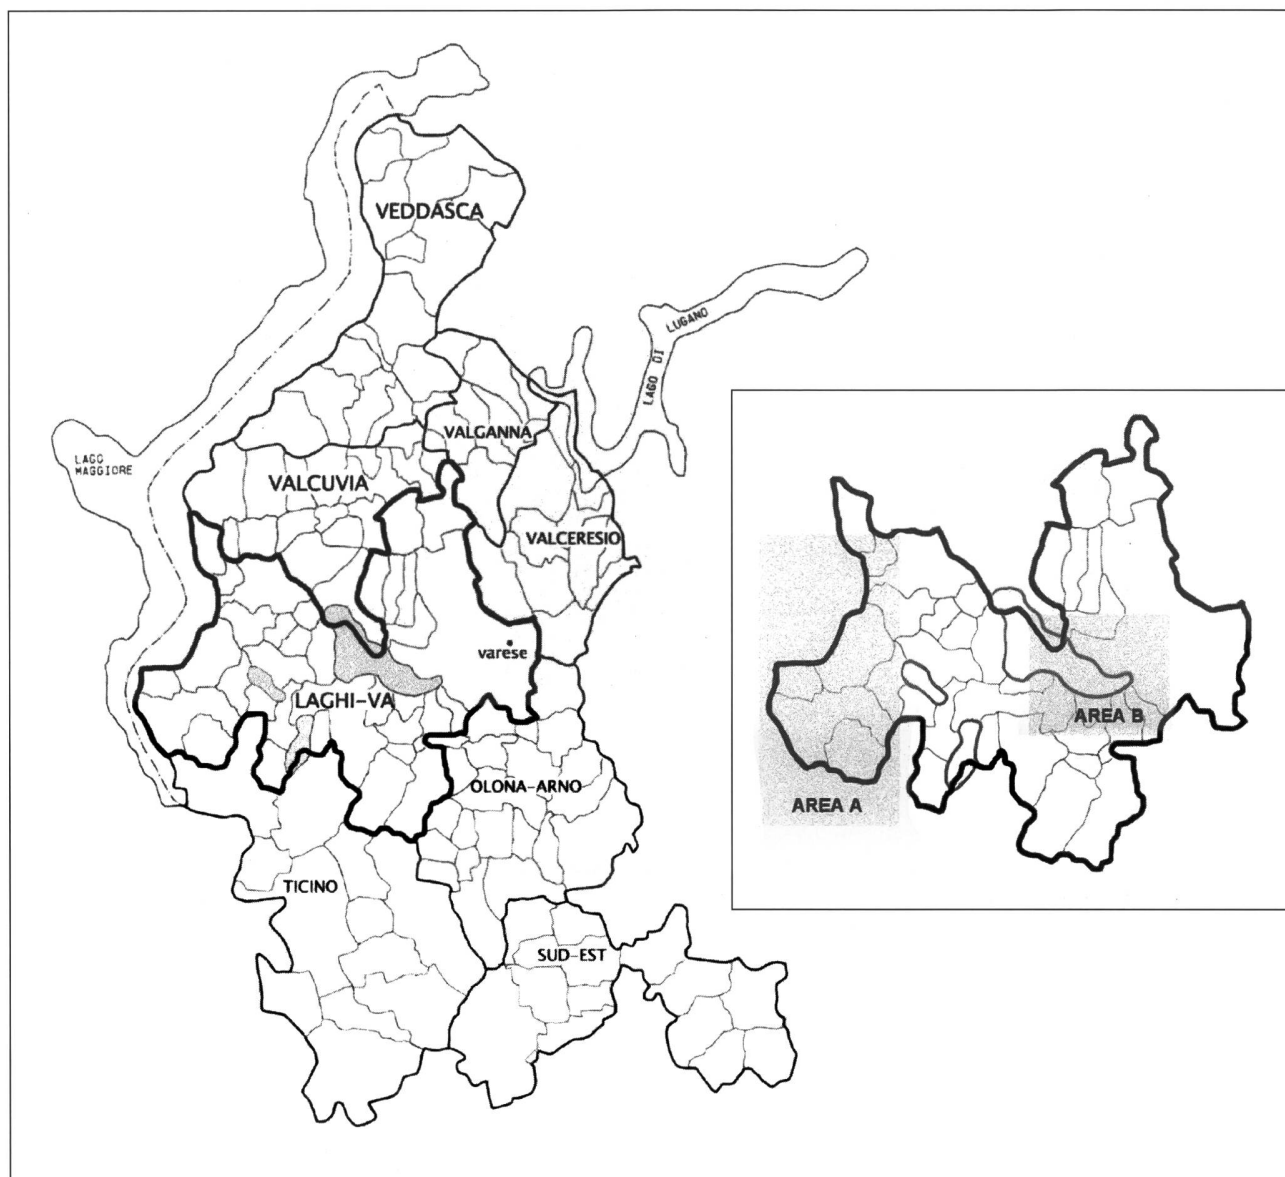 VEDDASCA
LAGO DI LUGANO
VALGANNA
LAGO
MAGGIORE
VALCUVIA
VALCERESIO
varese
LAGHI-VA
OLONA-ARNO
TICINO
SUD-EST
AREA B
AREA A